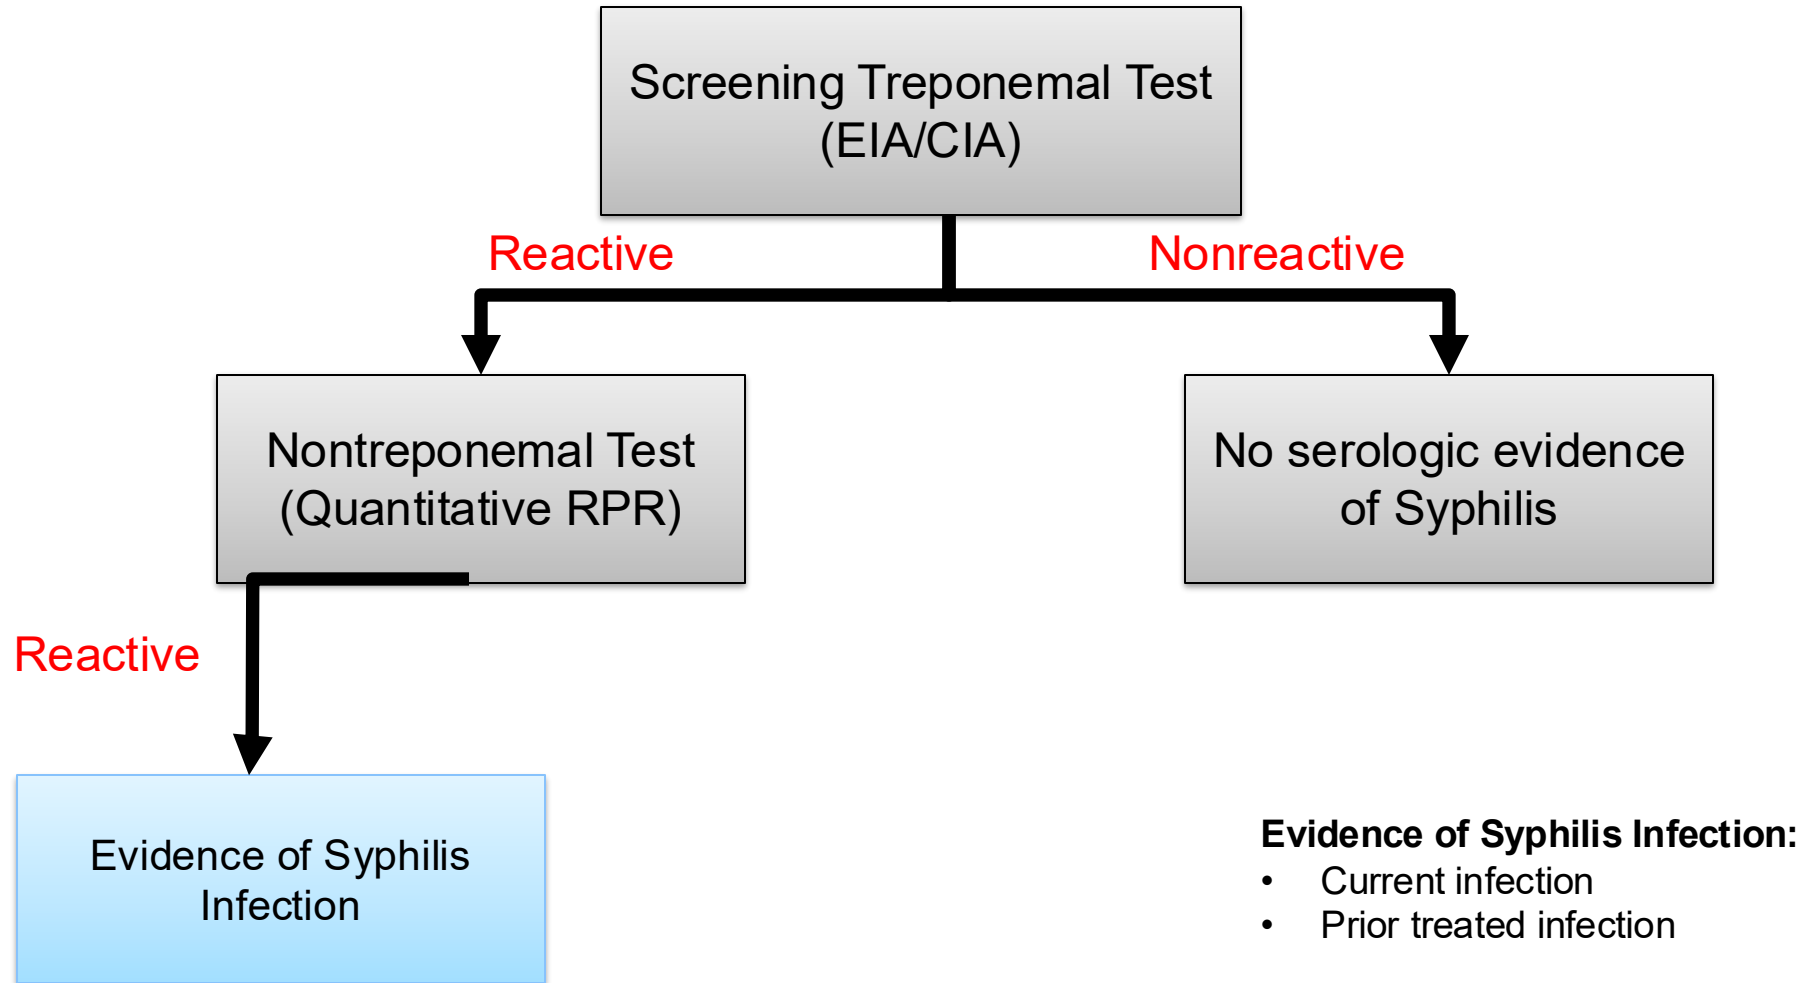 Screening Treponemal Test
(EIA/CIA)
Reactive
Nonreactive
Nontreponemal Test
(Quantitative RPR)
No serologic evidence
of Syphilis
Reactive
Evidence of Syphilis
Infection
Evidence of Syphilis Infection:
• Current infection
• Prior treated infection